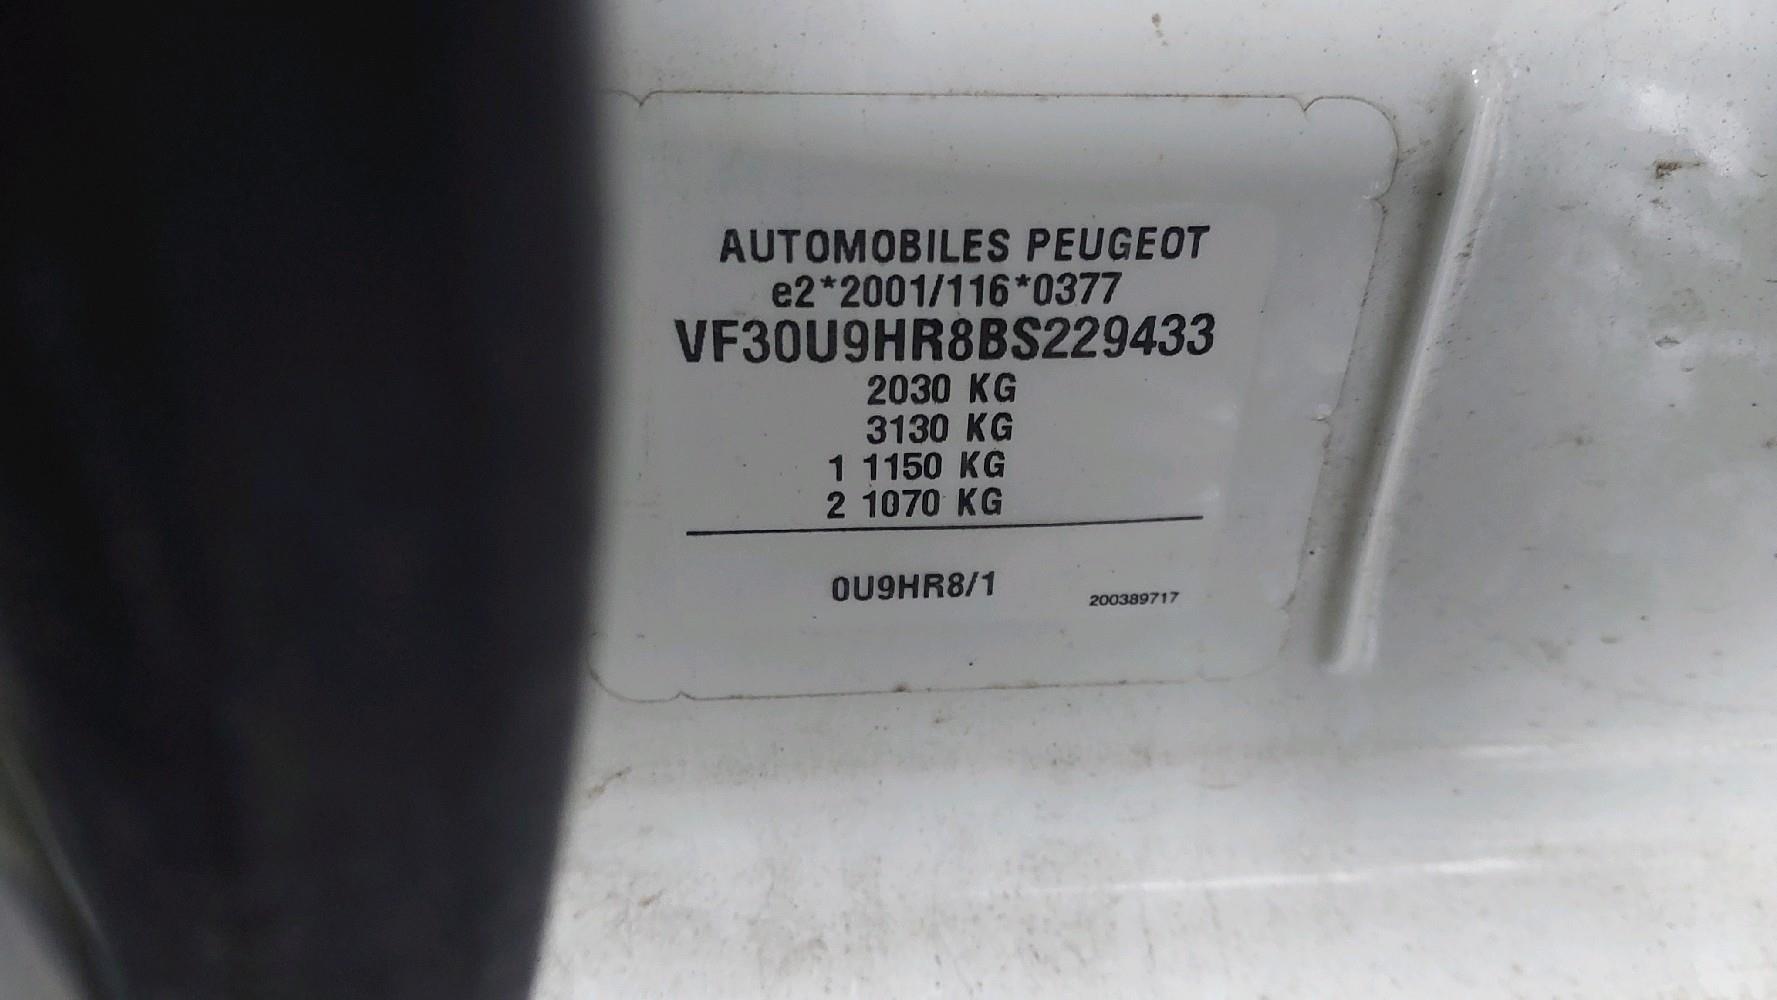 AUTOMOBILES PEUGEOT
e2*2001/116*0377
VF30U9HR8BS229433
2030 KG
3130 KG
1 1150 KG
2 1070 KG
0U9HR8/1
200389717